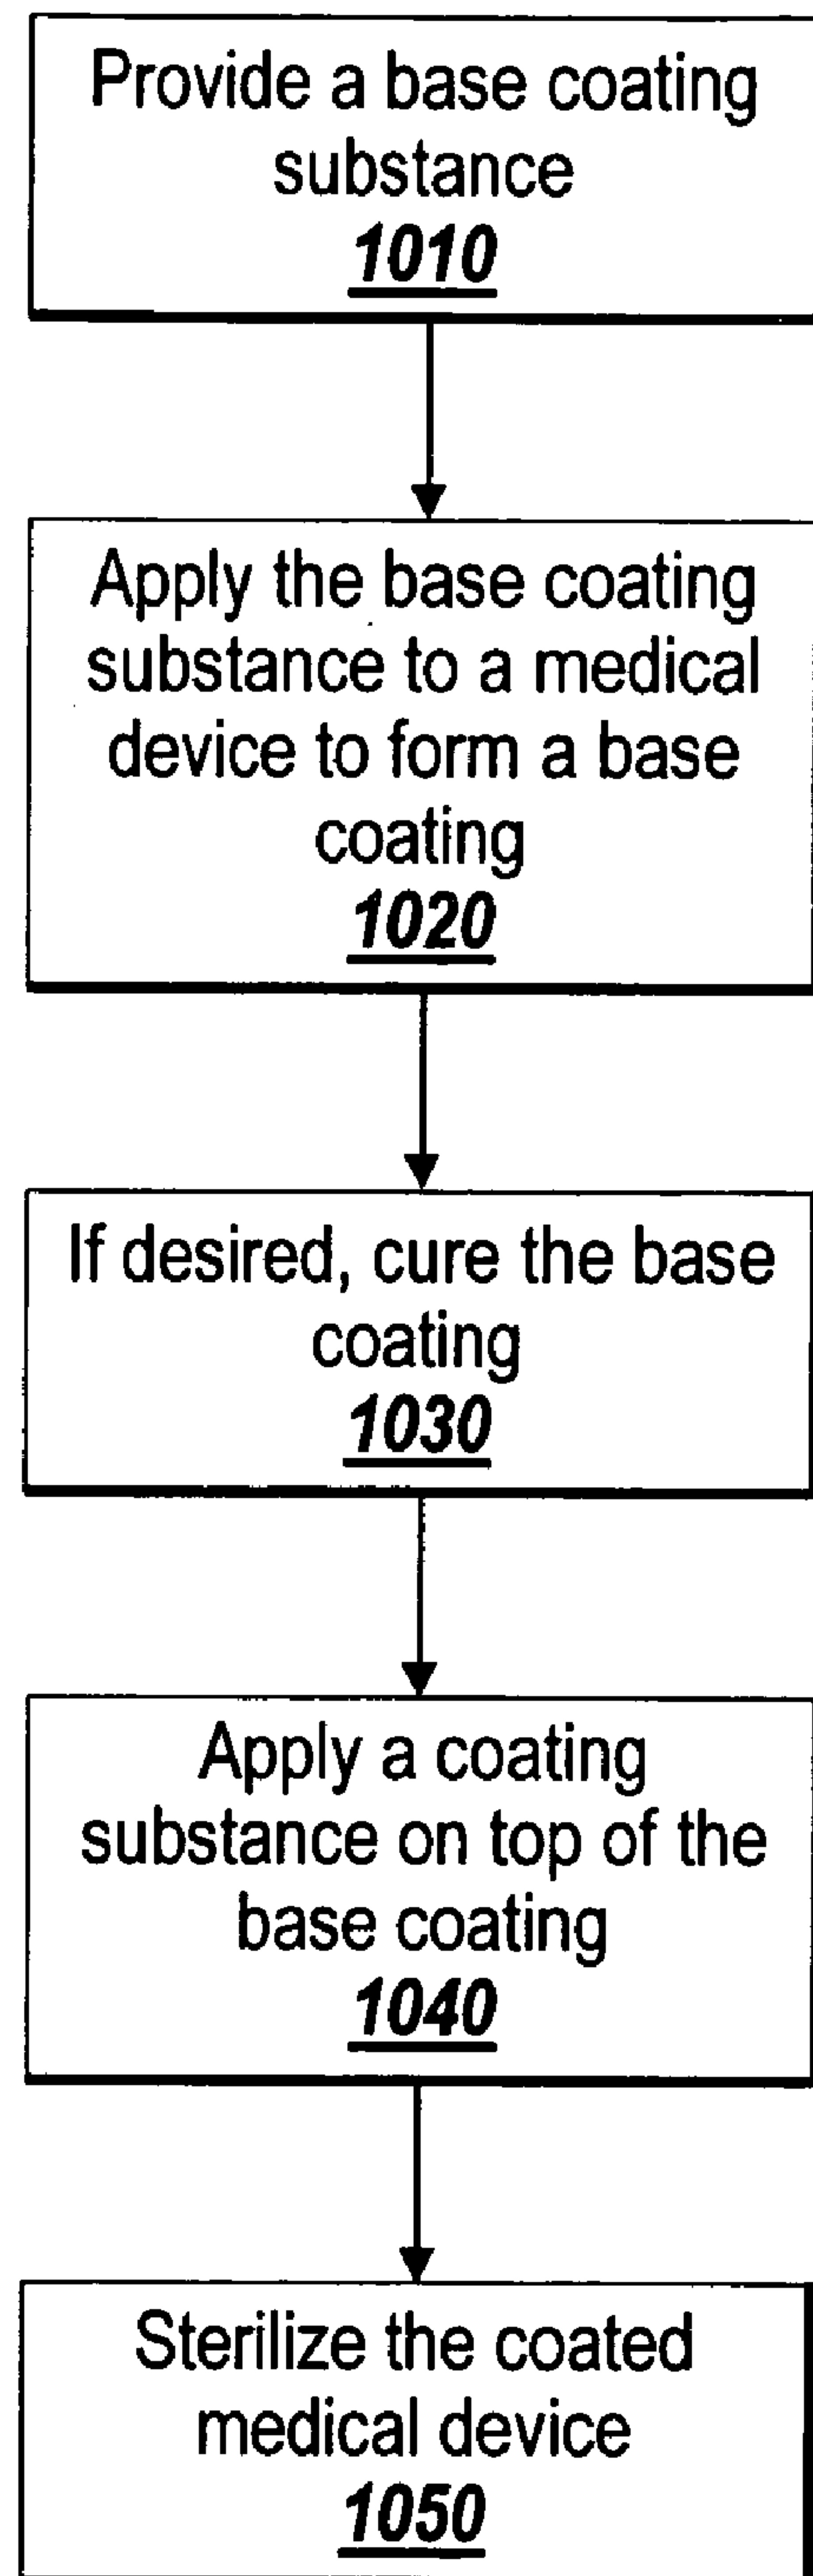 Provide a base coating
substance
1010
Apply the base coating
substance to a medical
device to form a base
coating
1020
If desired, cure the base
coating
1030
Apply a coating
substance on top of the
base coating
1040
Sterilize the coated
medical device
1050